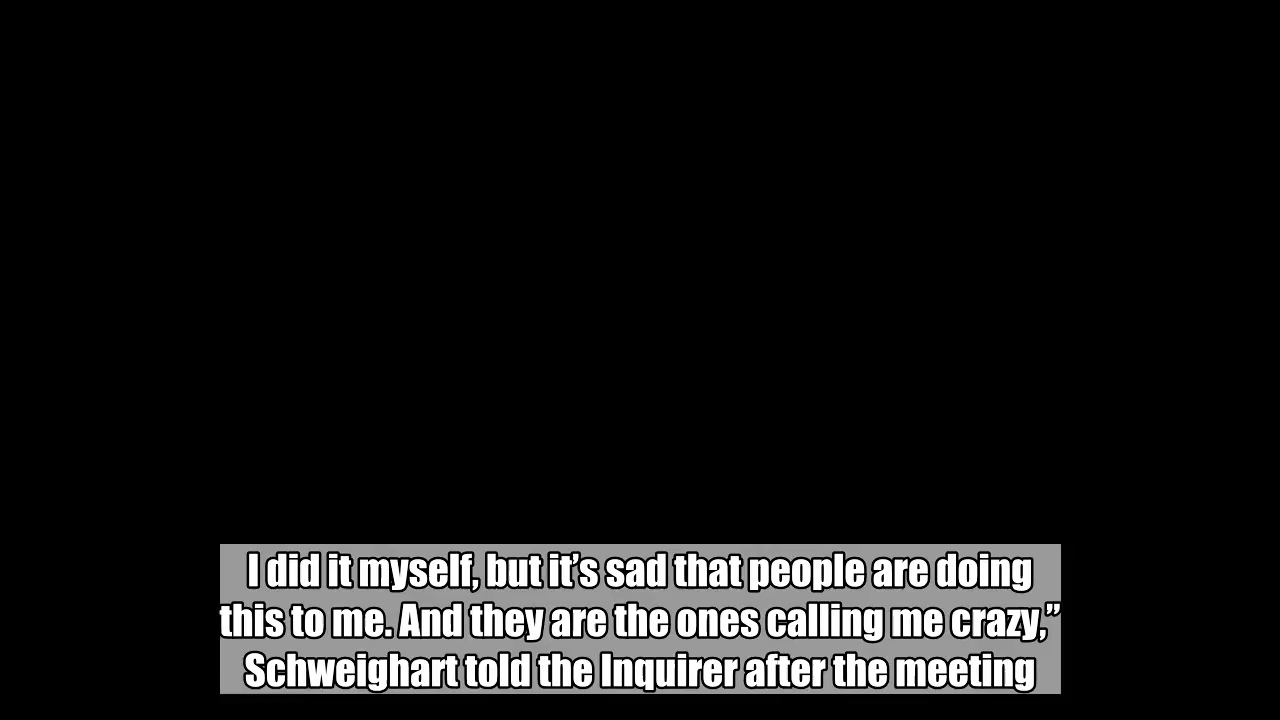 I did it myself, but it’s sad that people are doing
this to me. And they are the ones calling me crazy,”
Schweighart told the Inquirer after the meeting